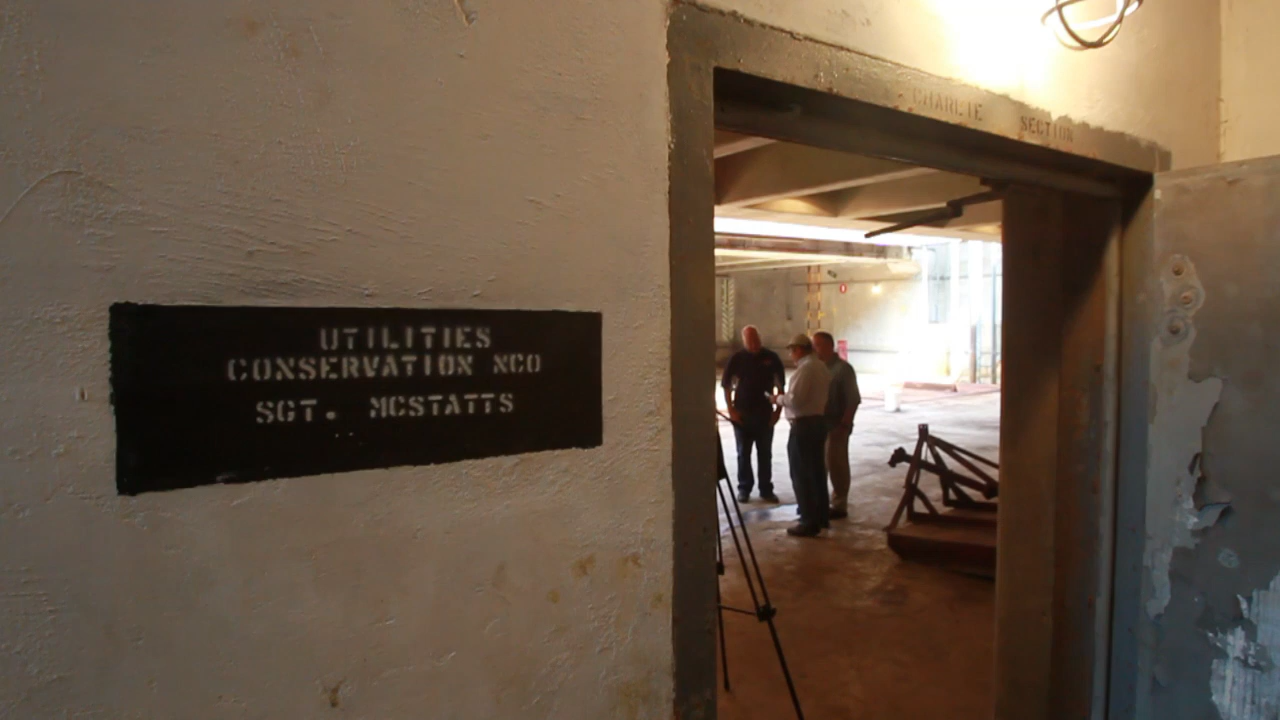 CHARLIE SECTION
UTILITIES
CONSERVATION NCO
SGT. MCSTATTS